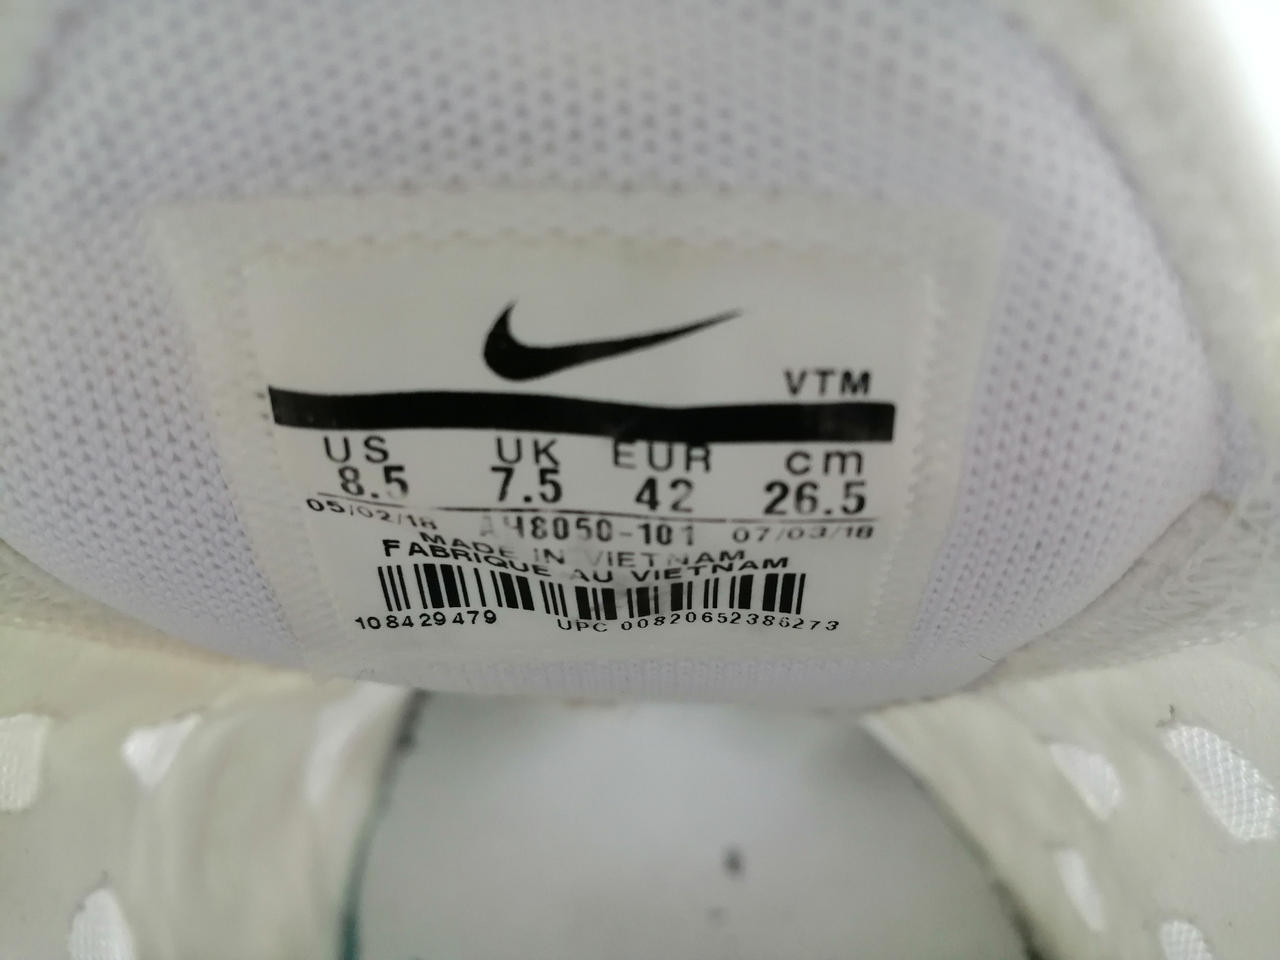 VTM
US UK EUR cm
8.5 7.5 42 26.5
05/02/18 AH8050-101 07/03/18
MADE IN VIETNAM
FABRIQUE AU VIETNAM
108429479 UPC 00820652386273